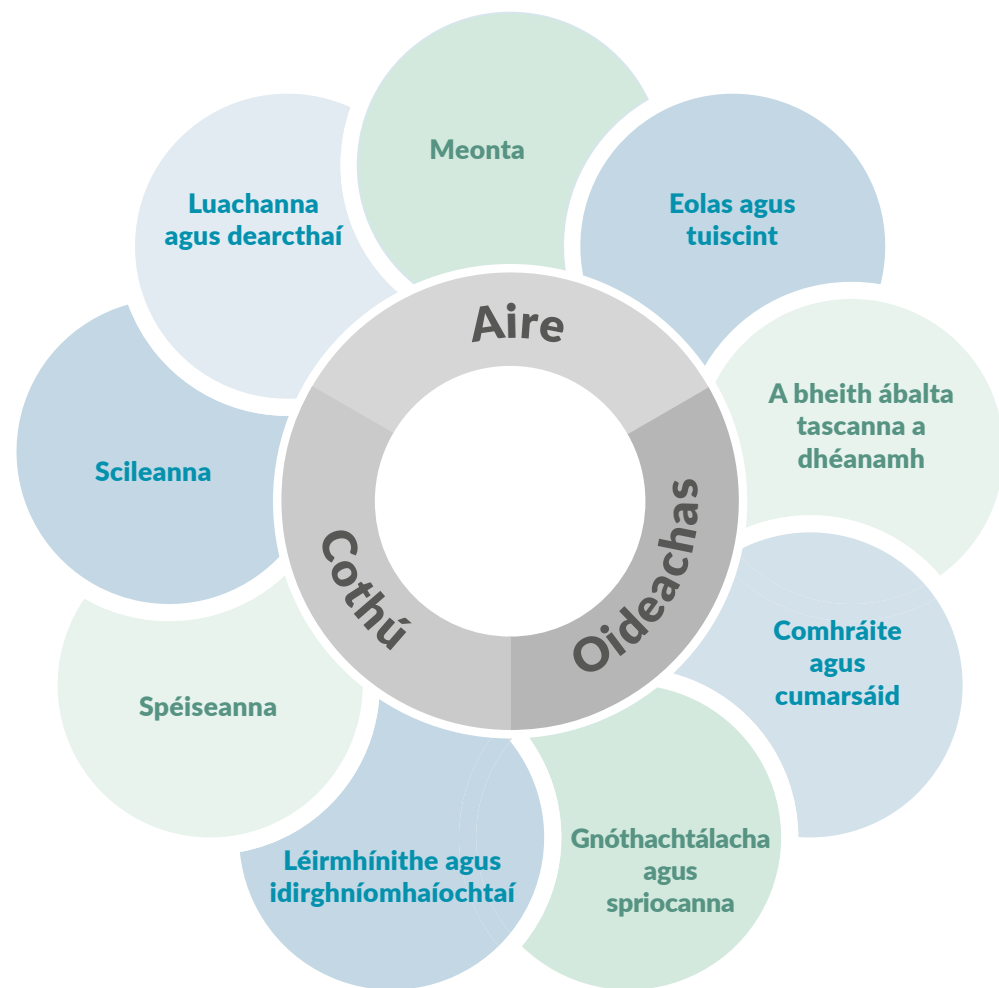 Meonta
Eolas agus
tuiscint
A bheith ábalta
tascanna a
dhéanamh
Comhráite
agus
cumarsáid
Gnóthachtálacha
agus
spriocanna
Léirmhínithe agus
idirghníomhaíochtaí
Spéiseanna
Scileanna
Luachanna
agus dearcthaí
Aire
Oideachas
Cothú